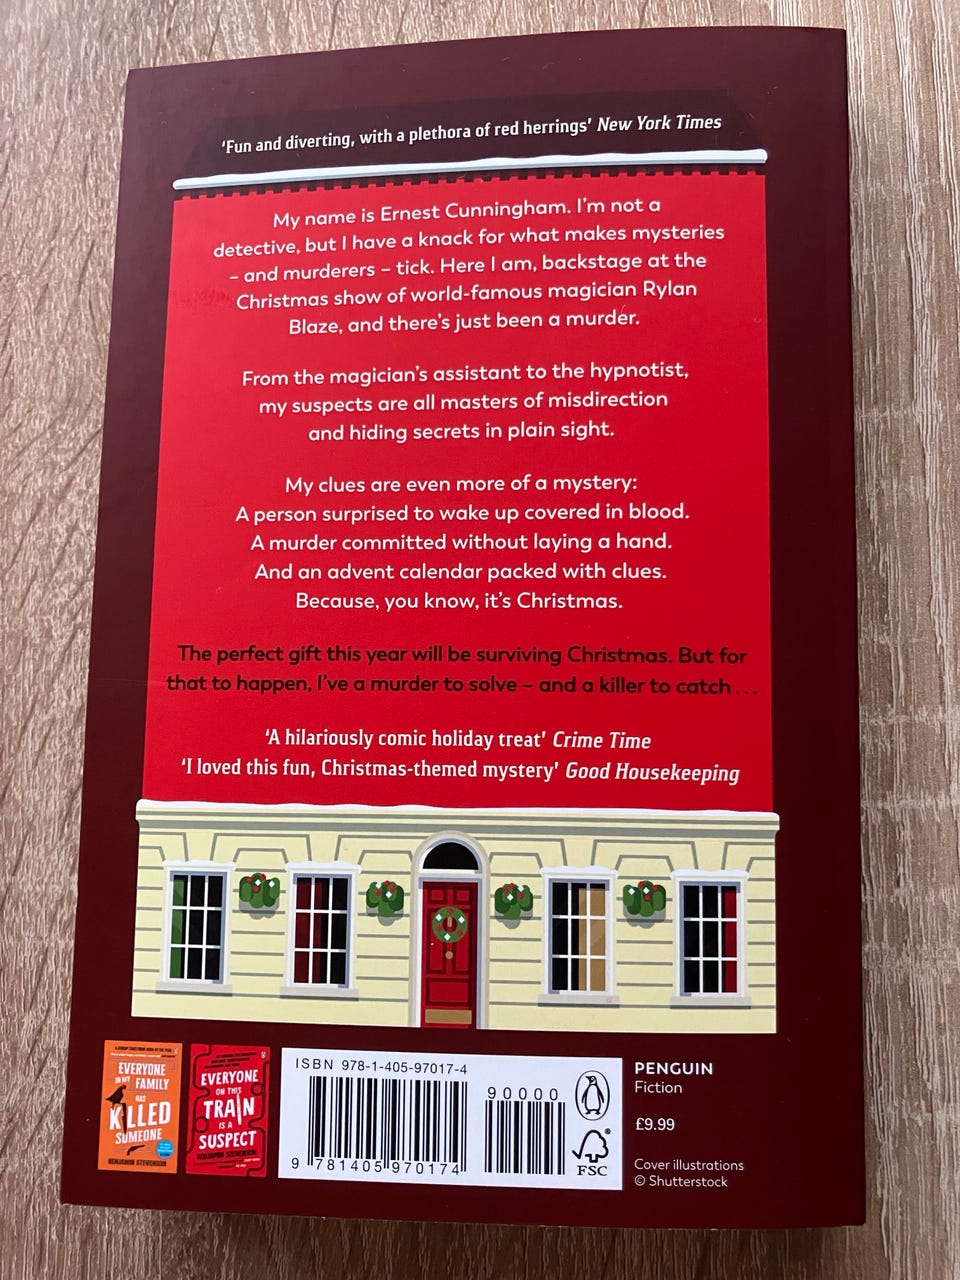 ‘Fun and diverting, with a plethora of red herrings’ New York Times
My name is Ernest Cunningham. I’m not a
detective, but I have a knack for what makes mysteries
– and murderers – tick. Here I am, backstage at the
Christmas show of world-famous magician Rylan
Blaze, and there’s just been a murder.
From the magician’s assistant to the hypnotist,
my suspects are all masters of misdirection
and hiding secrets in plain sight.
My clues are even more of a mystery:
A person surprised to wake up covered in blood.
A murder committed without laying a hand.
And an advent calendar packed with clues.
Because, you know, it’s Christmas.
The perfect gift this year will be surviving Christmas. But for
that to happen, I’ve a murder to solve – and a killer to catch . . .
‘A hilariously comic holiday treat’ Crime Time
‘I loved this fun, Christmas-themed mystery’ Good Housekeeping
EVERYONE
IN MY FAMILY
HAS
KILLED
SOMEONE
BENJAMIN STEVENSON
EVERYONE
ON THIS
TRAIN
IS A
SUSPECT
BENJAMIN STEVENSON
ISBN 978-1-405-97017-4
90000
9 781405 970174
FSC
PENGUIN
Fiction
£9.99
Cover illustrations
© Shutterstock